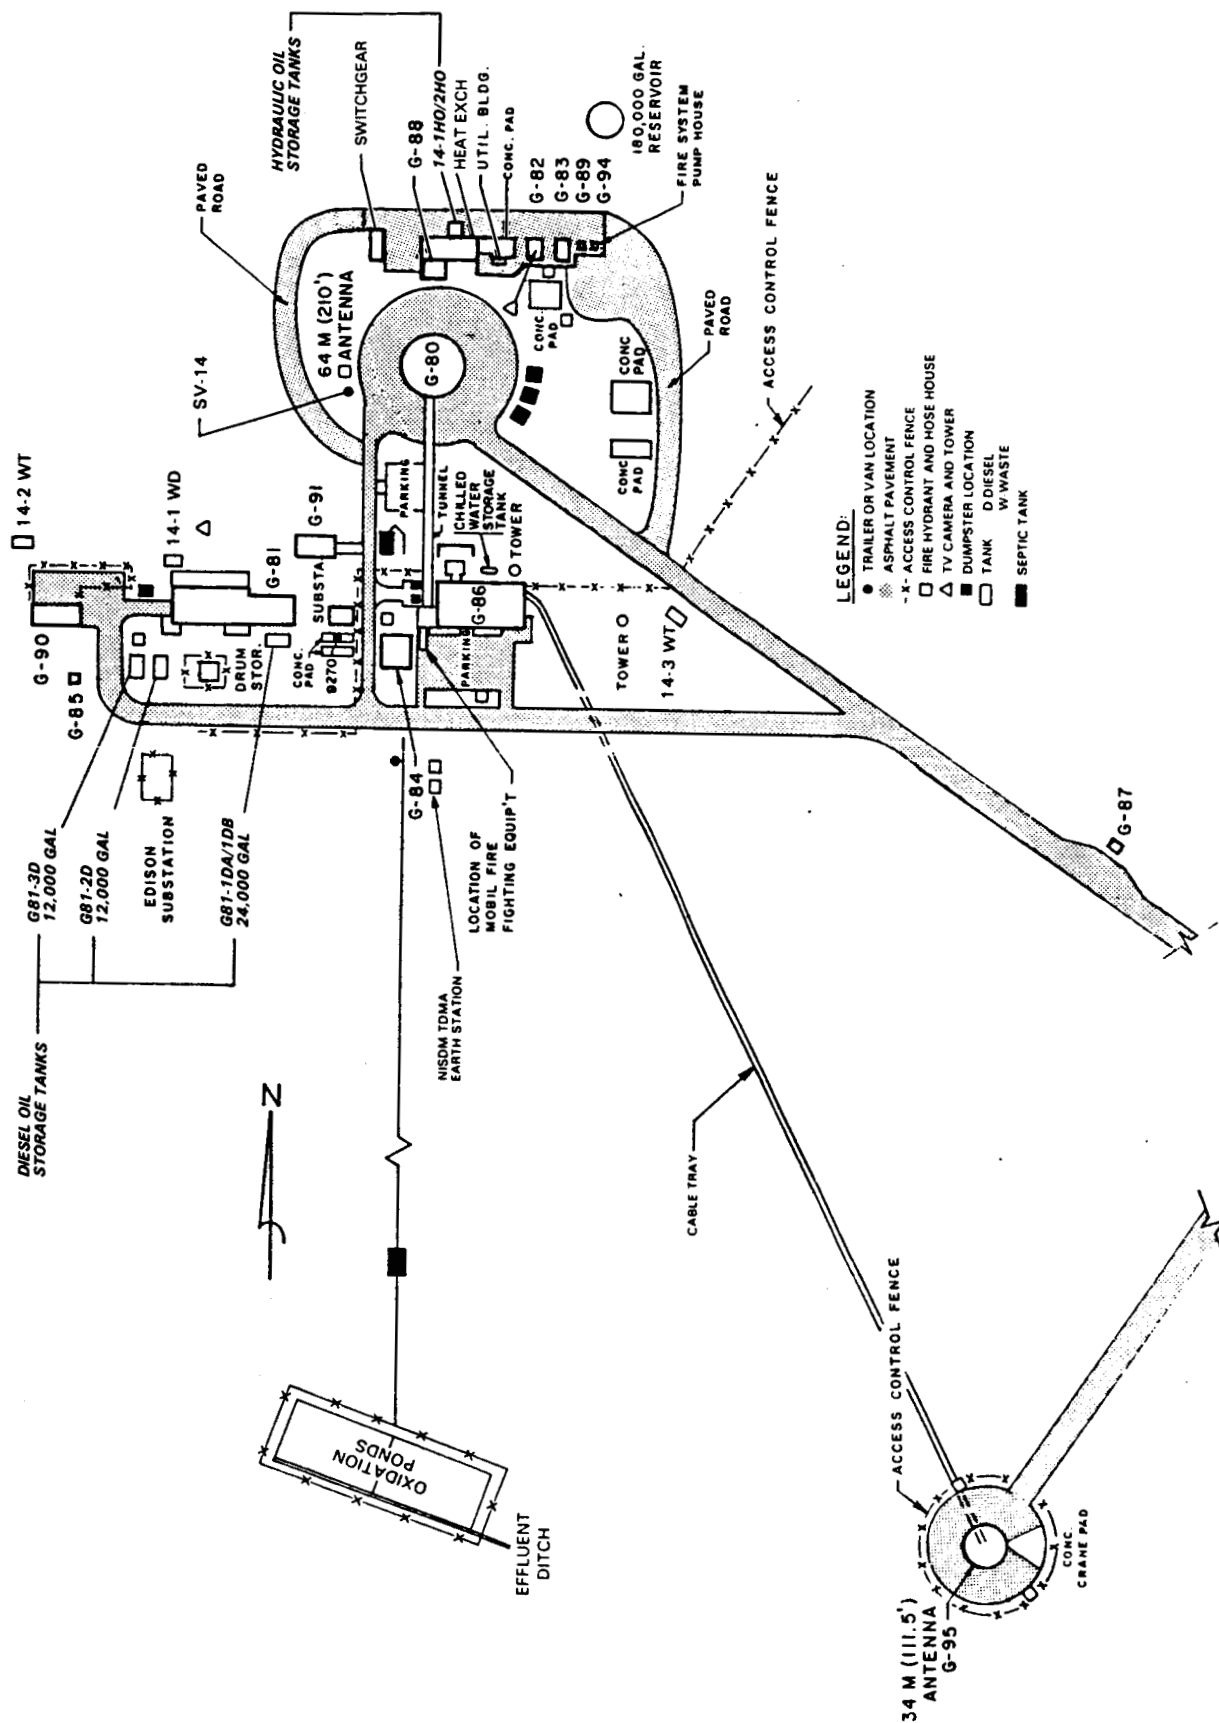 DIESEL OIL
STORAGE TANKS
G81-3D
12,000 GAL
G81-2D
12,000 GAL
G81-1DA/1DB
24,000 GAL
EDISON
SUBSTATION
G-85
G-90
14-2 WT
14-1 WD
G-81
DRUM
STOR.
CONC.
PAD
9270
SUBSTA
G-91
SV-14
PAVED
ROAD
HYDRAULIC OIL
STORAGE TANKS
SWITCHGEAR
G-88
14-1HO/2HO
HEAT EXCH
UTIL. BLDG.
CONC. PAD
G-82
G-83
G-89
G-94
180,000 GAL.
RESERVOIR
FIRE SYSTEM
PUMP HOUSE
64 M (210')
ANTENNA
G-80
CONC.
PAD
CONC
PAD
CONC
PAD
PAVED
ROAD
ACCESS CONTROL FENCE
PARKING
TUNNEL
CHILLED
WATER
STORAGE
TANK
TOWER
G-86
PARKING
TOWER
14-3 WT
G-84
LOCATION OF
MOBIL FIRE
FIGHTING EQUIP'T
NISDM TDMA
EARTH STATION
N
CABLE TRAY
G-87
LEGEND:
TRAILER OR VAN LOCATION
ASPHALT PAVEMENT
-x- ACCESS CONTROL FENCE
FIRE HYDRANT AND HOSE HOUSE
TV CAMERA AND TOWER
DUMPSTER LOCATION
TANK D DIESEL
W WASTE
SEPTIC TANK
OXIDATION
PONDS
EFFLUENT
DITCH
ACCESS CONTROL FENCE
CONC.
CRANE PAD
34 M (111.5')
ANTENNA
G-95